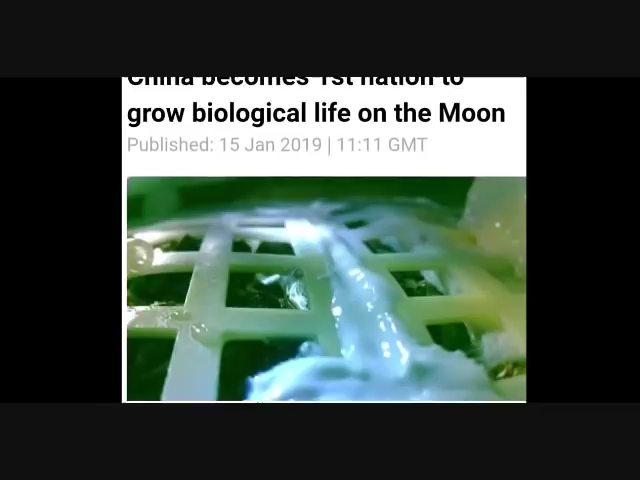 China becomes 1st nation to
grow biological life on the Moon
Published: 15 Jan 2019 | 11:11 GMT